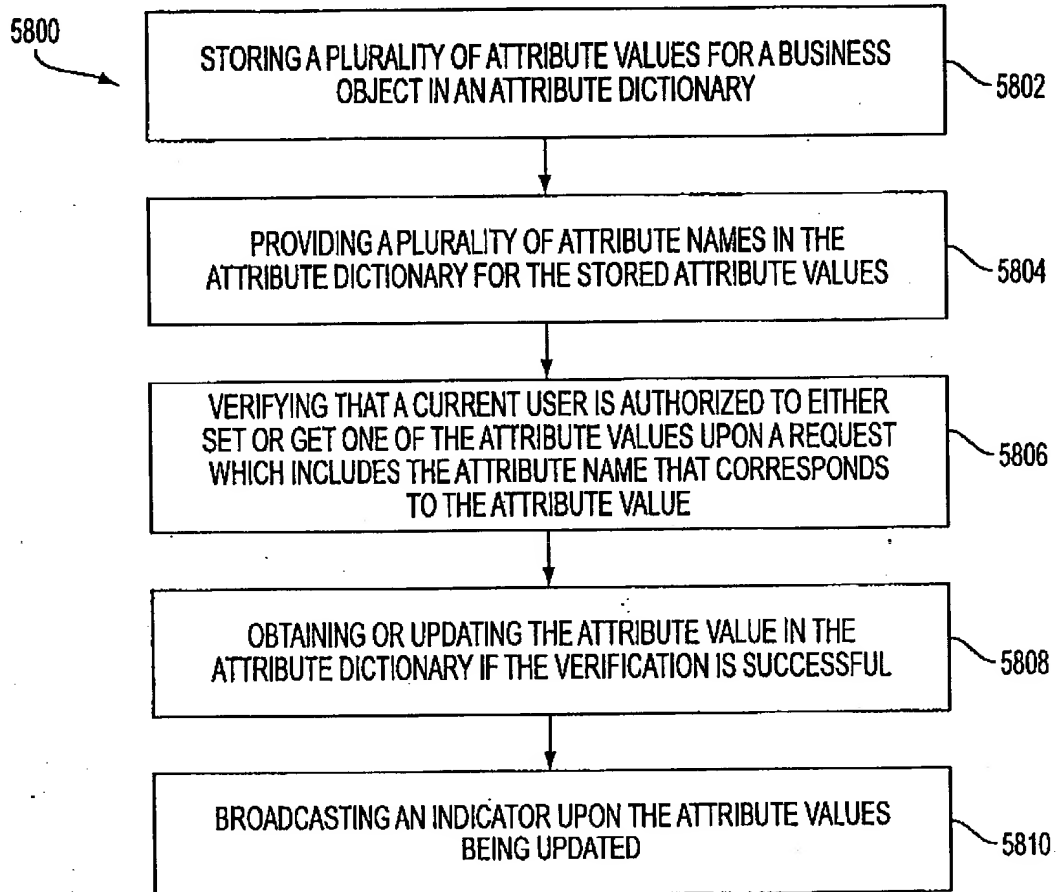 5800
STORING A PLURALITY OF ATTRIBUTE VALUES FOR A BUSINESS
OBJECT IN AN ATTRIBUTE DICTIONARY
5802
PROVIDING A PLURALITY OF ATTRIBUTE NAMES IN THE
ATTRIBUTE DICTIONARY FOR THE STORED ATTRIBUTE VALUES
5804
VERIFYING THAT A CURRENT USER IS AUTHORIZED TO EITHER
SET OR GET ONE OF THE ATTRIBUTE VALUES UPON A REQUEST
WHICH INCLUDES THE ATTRIBUTE NAME THAT CORRESPONDS
TO THE ATTRIBUTE VALUE
5806
OBTAINING OR UPDATING THE ATTRIBUTE VALUE IN THE
ATTRIBUTE DICTIONARY IF THE VERIFICATION IS SUCCESSFUL
5808
BROADCASTING AN INDICATOR UPON THE ATTRIBUTE VALUES
BEING UPDATED
5810